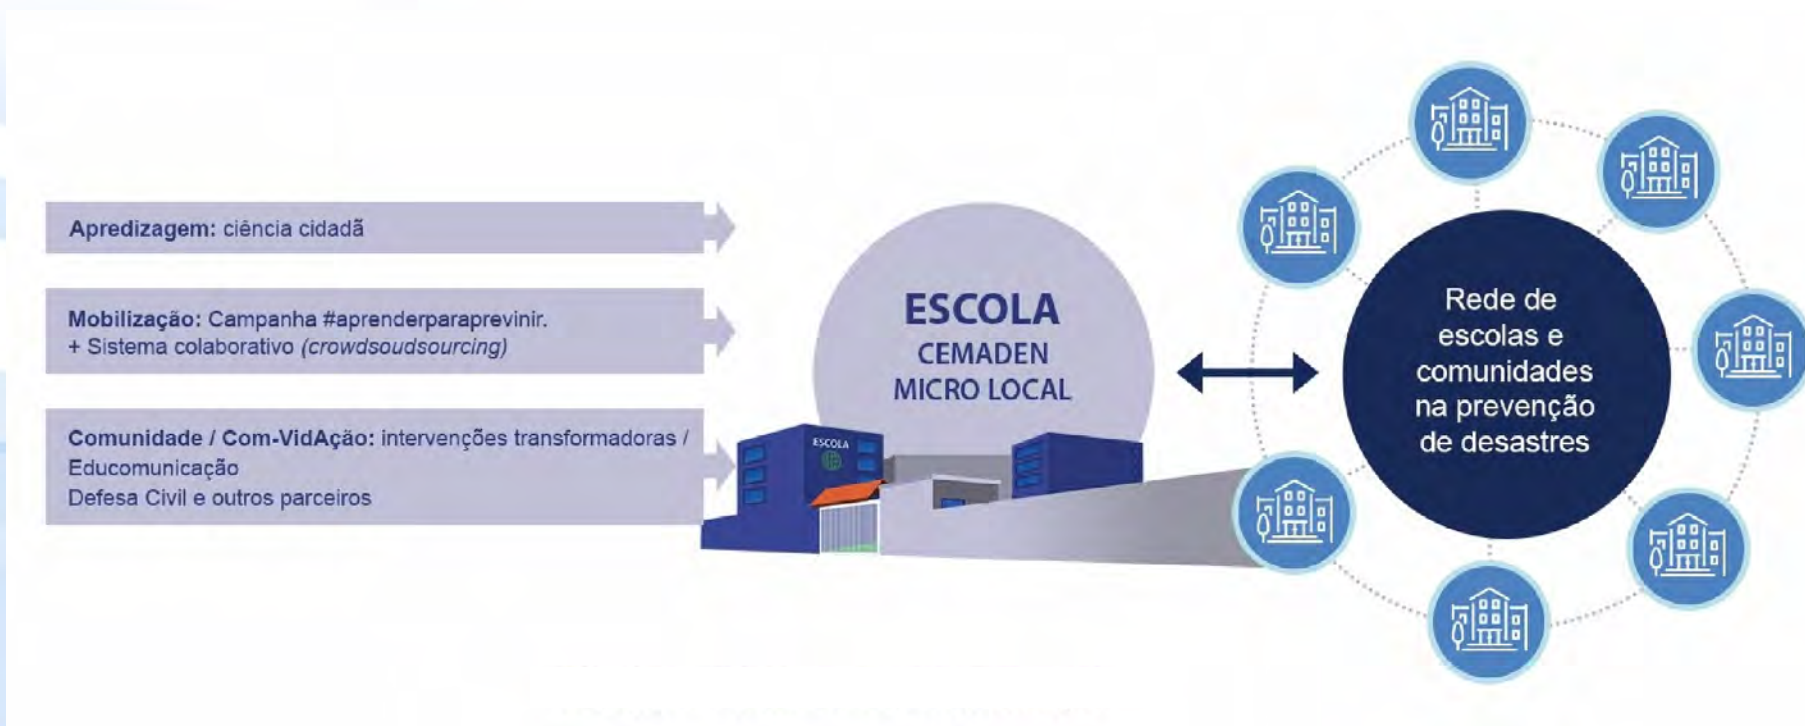 Apredizagem: ciência cidadã
Mobilização: Campanha #aprenderparaprevinir.
+ Sistema colaborativo (crowdsoudsourcing)
Comunidade / Com-VidAção: intervenções transformadoras /
Educomunicação
Defesa Civil e outros parceiros
ESCOLA
CEMADEN
MICRO LOCAL
ESCOLA
Rede de
escolas e
comunidades
na prevenção
de desastres